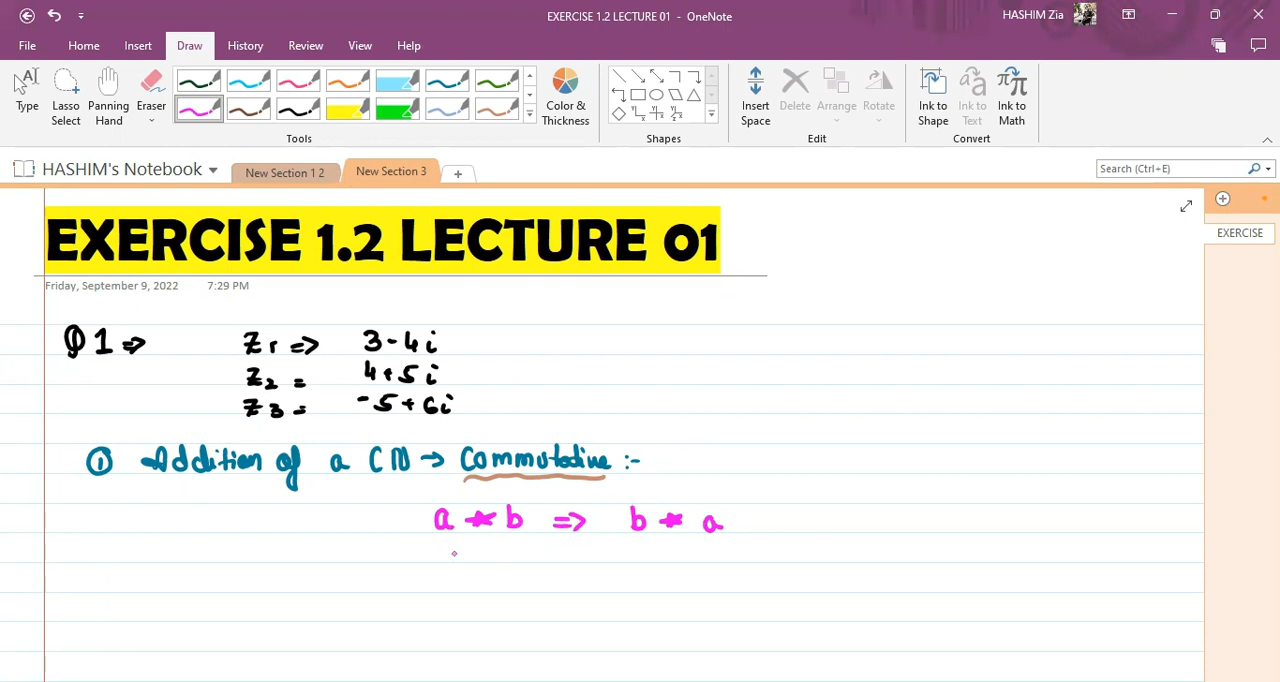 EXERCISE 1.2 LECTURE 01 - OneNote
HASHIM Zia
File Home Insert Draw History Review View Help
Type
Lasso Select
Panning Hand
Eraser
Color & Thickness
Insert Space
Delete
Arrange
Rotate
Ink to Shape
Ink to Text
Ink to Math
Tools
Shapes
Edit
Convert
HASHIM's Notebook
New Section 1 2
New Section 3
Search (Ctrl+E)
EXERCISE
EXERCISE 1.2 LECTURE 01
Friday, September 9, 2022 7:29 PM
Q 1 => z1 => 3 - 4i
z2 = 4 + 5i
z3 = -5 + 6i
① Addition of a CN → Commutative :-
a * b => b * a